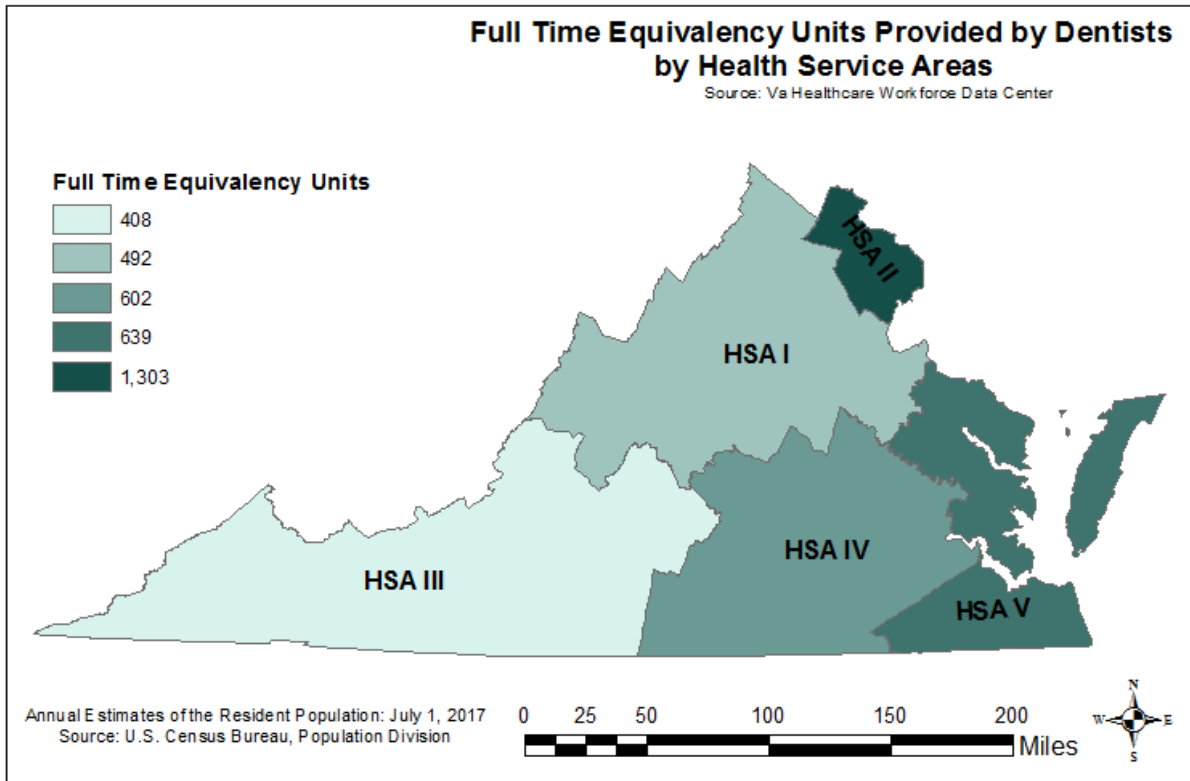 Full Time Equivalency Units Provided by Dentists
by Health Service Areas
Source: Va Healthcare Workforce Data Center
Full Time Equivalency Units
408
492
602
639
1,303
HSA II
HSA I
HSA III
HSA IV
HSA V
Annual Estimates of the Resident Population: July 1, 2017
Source: U.S. Census Bureau, Population Division
0 25 50 100 150 200
Miles
N
W E
S